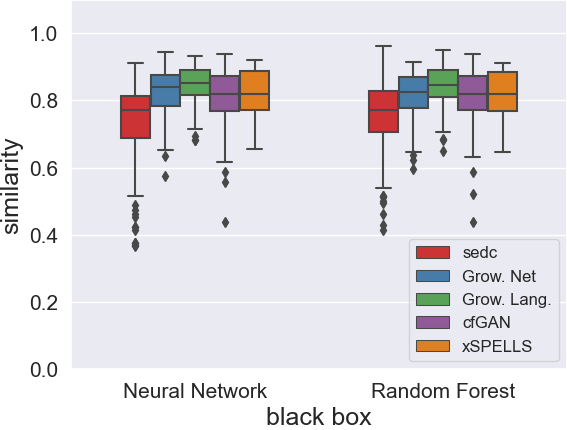 1.0
0.8
0.6
0.4
0.2
0.0
similarity
sedc
Grow. Net
Grow. Lang.
cfGAN
xSPELLS
Neural Network
Random Forest
black box